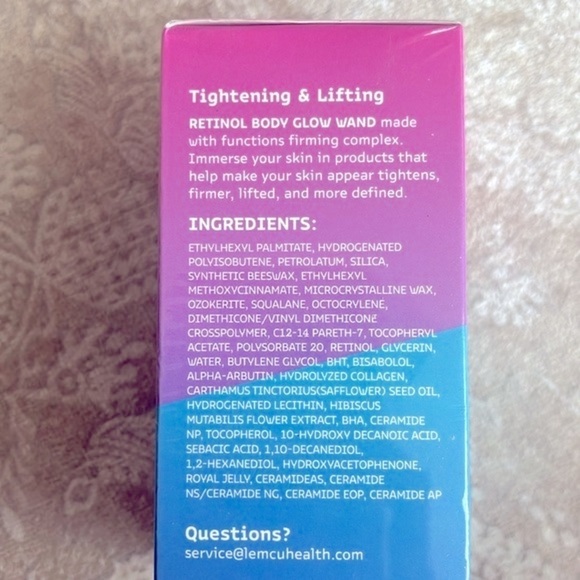 Tightening & Lifting
RETINOL BODY GLOW WAND made
with functions firming complex.
Immerse your skin in products that
help make your skin appear tightens,
firmer, lifted, and more defined.
INGREDIENTS:
ETHYLHEXYL PALMITATE, HYDROGENATED
POLYISOBUTENE, PETROLATUM, SILICA,
SYNTHETIC BEESWAX, ETHYLHEXYL
METHOXYCINNAMATE, MICROCRYSTALLINE WAX,
OZOKERITE, SQUALANE, OCTOCRYLENE,
DIMETHICONE/VINYL DIMETHICONE
CROSSPOLYMER, C12-14 PARETH-7, TOCOPHERYL
ACETATE, POLYSORBATE 20, RETINOL, GLYCERIN,
WATER, BUTYLENE GLYCOL, BHT, BISABOLOL,
ALPHA-ARBUTIN, HYDROLYZED COLLAGEN,
CARTHAMUS TINCTORIUS(SAFFLOWER) SEED OIL,
HYDROGENATED LECITHIN, HIBISCUS
MUTABILIS FLOWER EXTRACT, BHA, CERAMIDE
NP, TOCOPHEROL, 10-HYDROXY DECANOIC ACID,
SEBACIC ACID, 1,10-DECANEDIOL,
1,2-HEXANEDIOL, HYDROXYACETOPHENONE,
ROYAL JELLY, CERAMIDEAS, CERAMIDE
NS/CERAMIDE NG, CERAMIDE EOP, CERAMIDE AP
Questions?
service@lemcuhealth.com